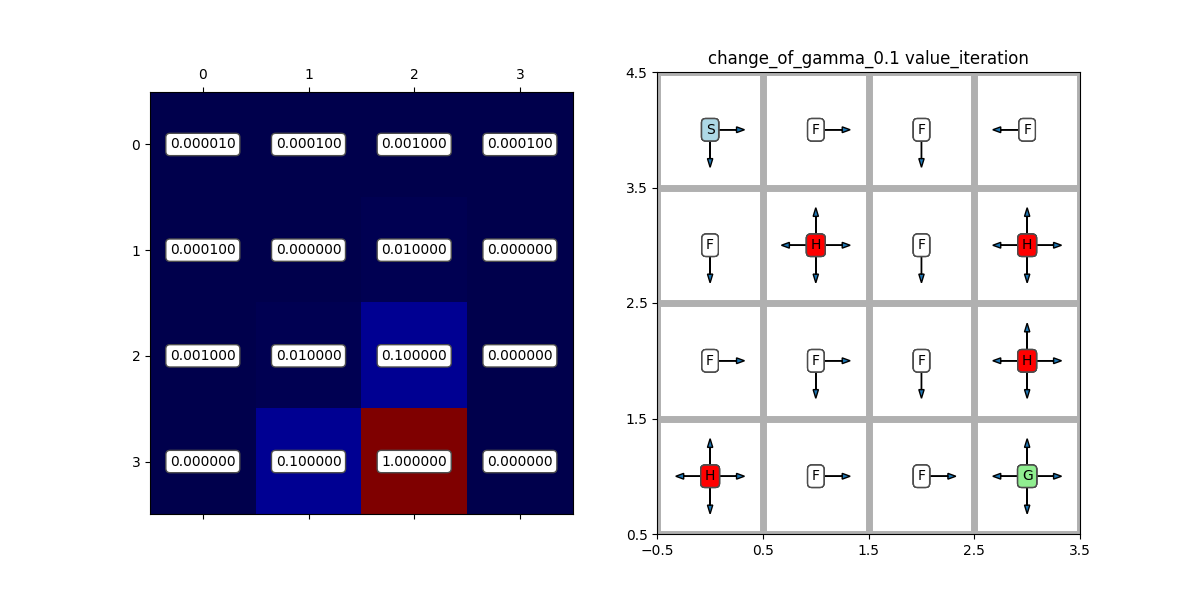 change_of_gamma_0.1 value_iteration
0 1 2 3
0 0.000010 0.000100 0.001000 0.000100
1 0.000100 0.000000 0.010000 0.000000
2 0.001000 0.010000 0.100000 0.000000
3 0.000000 0.100000 1.000000 0.000000
4.5
S F F F
3.5
F H F H
2.5
F F F H
1.5
H F F G
0.5
−0.5 0.5 1.5 2.5 3.5